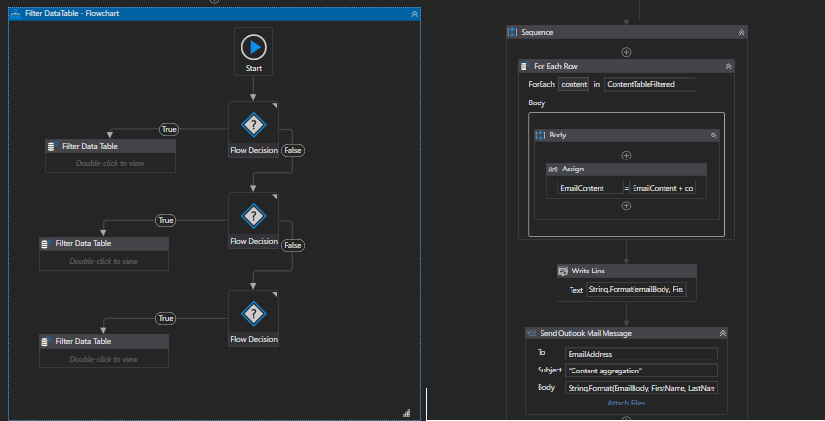 Filter DataTable - Flowchart
Start
Flow Decision
True
False
Filter Data Table
Double-click to view
Flow Decision
True
False
Filter Data Table
Double-click to view
Flow Decision
True
Filter Data Table
Double-click to view
Sequence
For Each Row
ForEach content in ContentTableFiltered
Body
Body
Assign
EmailContent = EmailContent + co
Write Line
Text String.Format(emailBody, Firs
Send Outlook Mail Message
To EmailAddress
Subject "Content aggregation"
Body String.Format(EmailBody, FirstName, LastNam
Attach Files